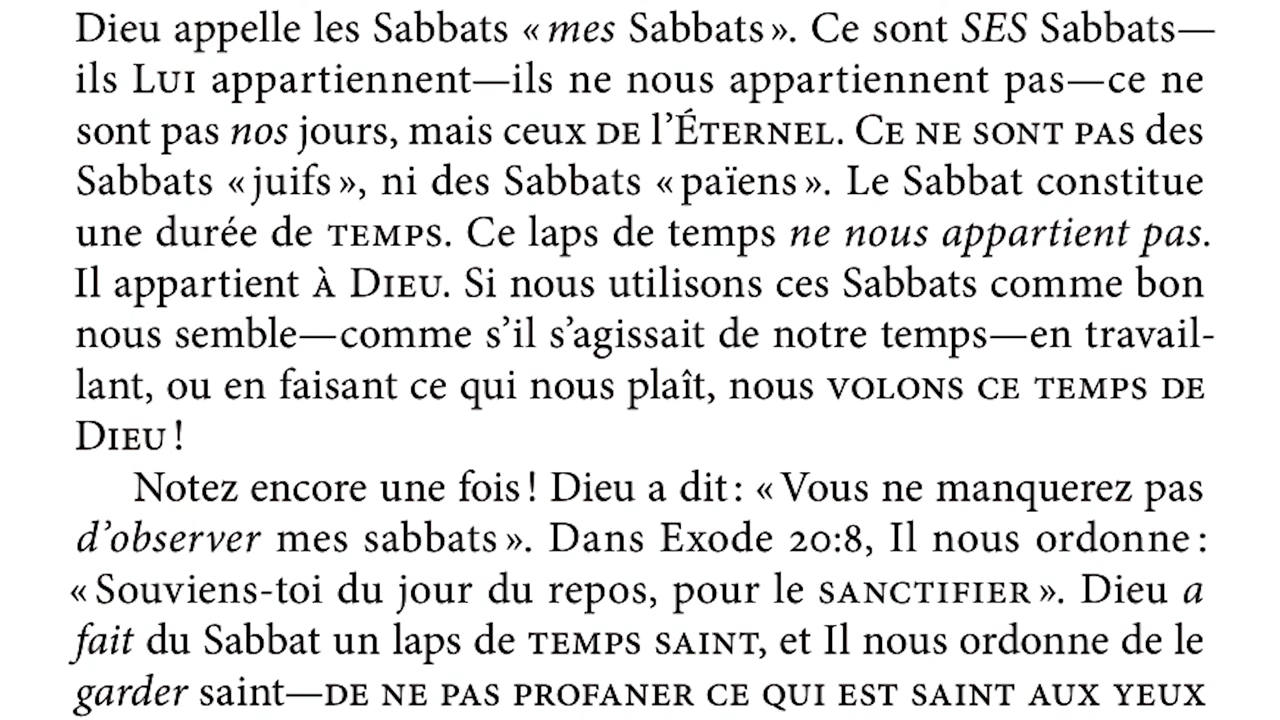 Dieu appelle les Sabbats « mes Sabbats ». Ce sont SES Sabbats—
ils LUI appartiennent—ils ne nous appartiennent pas—ce ne
sont pas nos jours, mais ceux DE l’ÉTERNEL. CE NE SONT PAS des
Sabbats « juifs », ni des Sabbats « païens ». Le Sabbat constitue
une durée de TEMPS. Ce laps de temps ne nous appartient pas.
Il appartient À DIEU. Si nous utilisons ces Sabbats comme bon
nous semble—comme s’il s’agissait de notre temps—en travail-
lant, ou en faisant ce qui nous plaît, nous VOLONS CE TEMPS DE
DIEU !
Notez encore une fois ! Dieu a dit : « Vous ne manquerez pas
d’observer mes sabbats ». Dans Exode 20:8, Il nous ordonne :
« Souviens-toi du jour du repos, pour le SANCTIFIER ». Dieu a
fait du Sabbat un laps de TEMPS SAINT, et Il nous ordonne de le
garder saint—DE NE PAS PROFANER CE QUI EST SAINT AUX YEUX